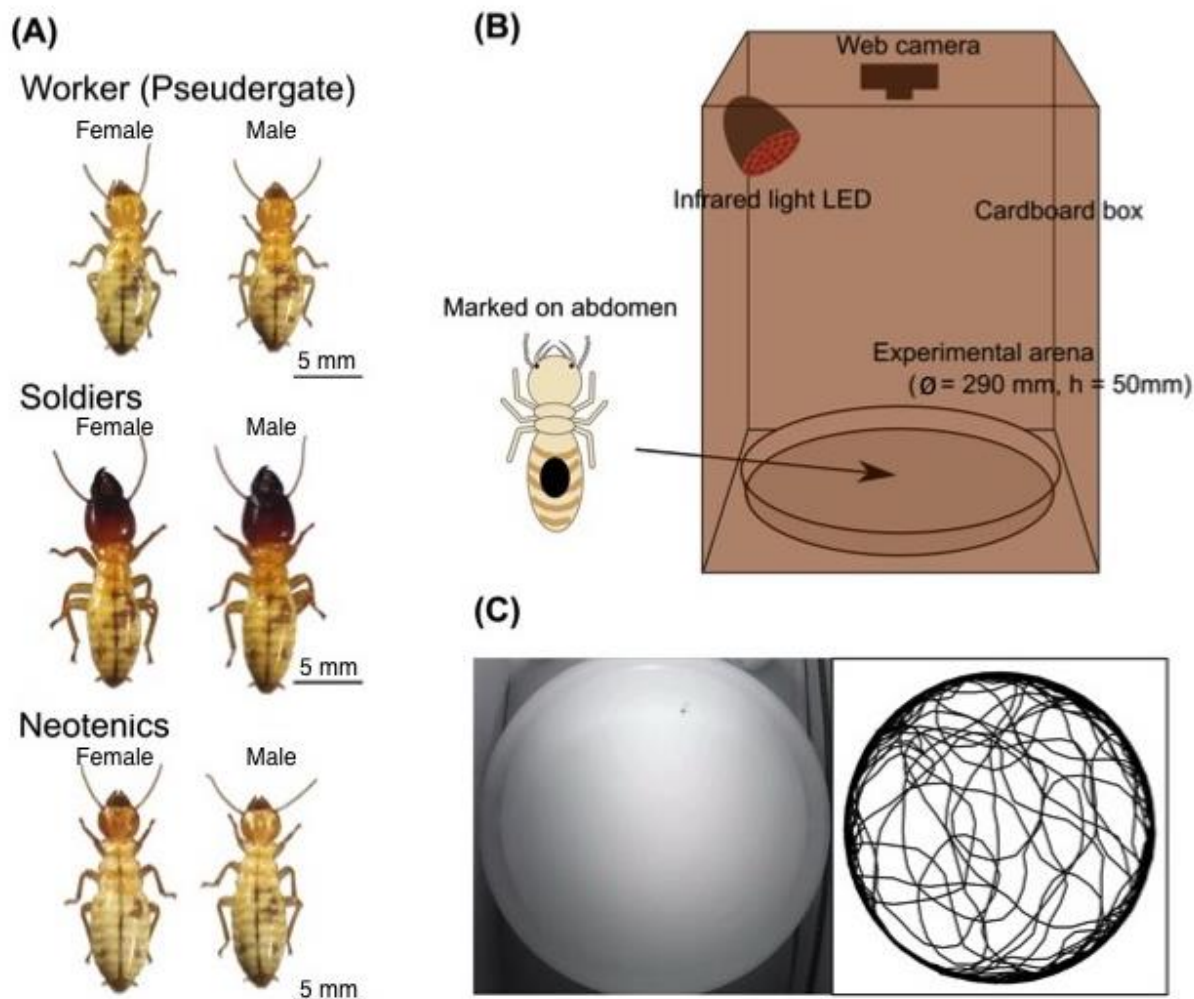 (A)
Worker (Pseudergate)
Female Male
5 mm
Soldiers
Female Male
5 mm
Neotenics
Female Male
5 mm
(B)
Web camera
Infrared light LED
Cardboard box
Marked on abdomen
Experimental arena
(ø = 290 mm, h = 50mm)
(C)